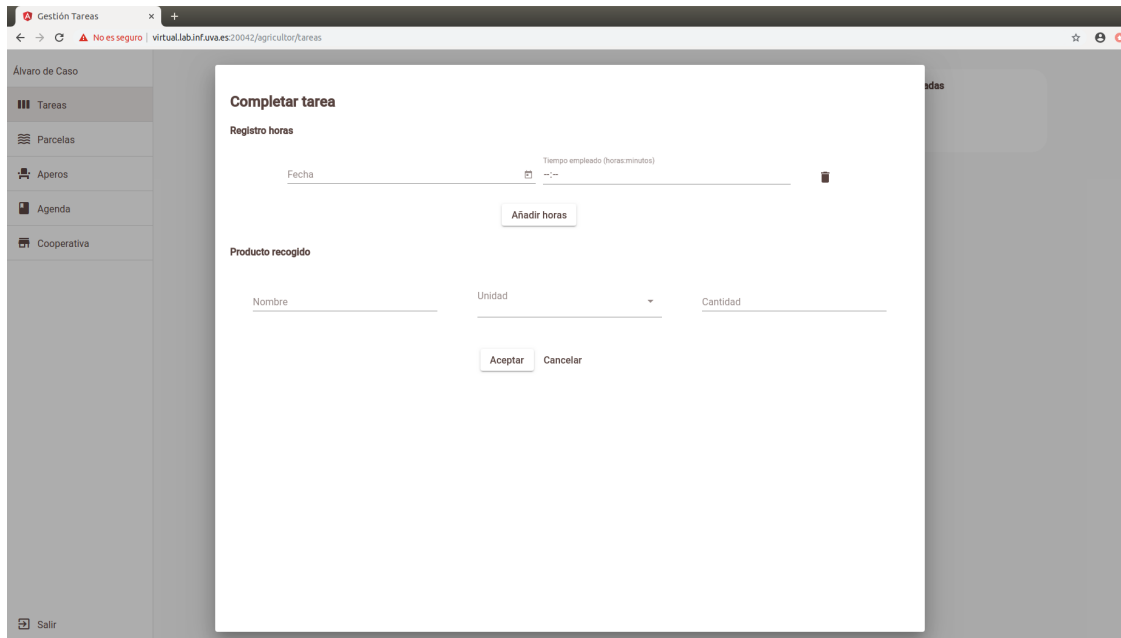 Gestión Tareas
No es seguro | virtual.lab.inf.uva.es:20042/agricultor/tareas
Álvaro de Caso
Tareas
Parcelas
Aperos
Agenda
Cooperativa
Salir
adas
Completar tarea
Registro horas
Fecha
Tiempo empleado (horas:minutos)
--:--
Añadir horas
Producto recogido
Nombre
Unidad
Cantidad
Aceptar
Cancelar